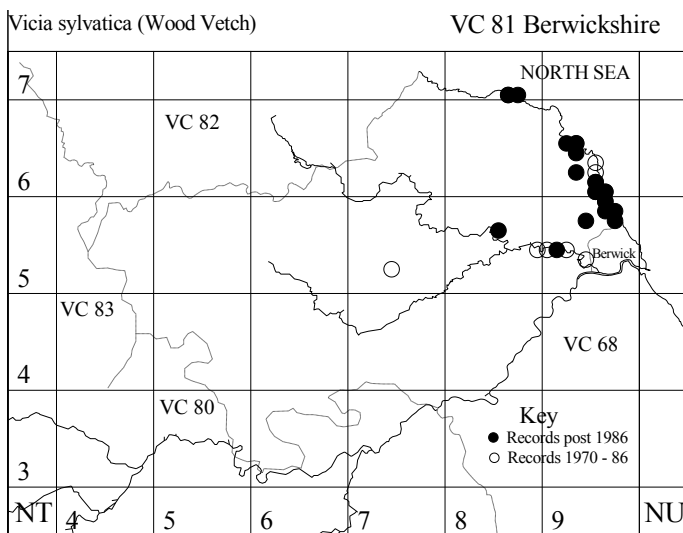 Vicia sylvatica (Wood Vetch)
VC 81 Berwickshire
NORTH SEA
7
VC 82
6
Berwick
5
VC 83
VC 68
4
VC 80
Key
Records post 1986
Records 1970 - 86
3
NT 4 5 6 7 8 9 NU